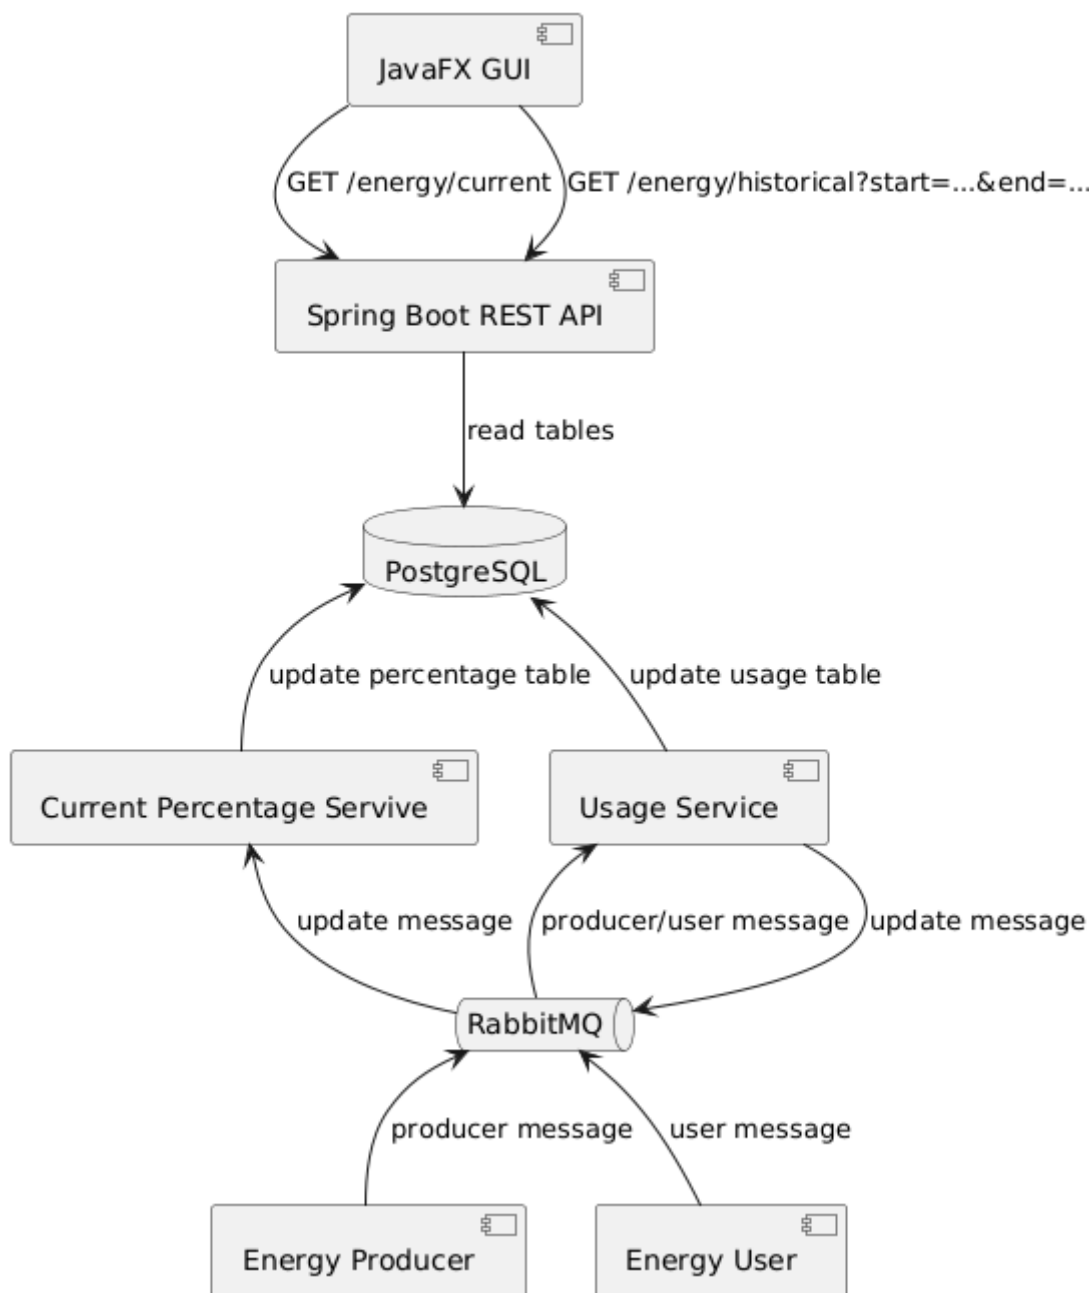 JavaFX GUI
GET /energy/current
GET /energy/historical?start=...&end=...
Spring Boot REST API
read tables
PostgreSQL
update percentage table
update usage table
Current Percentage Servive
Usage Service
update message
producer/user message
update message
RabbitMQ
producer message
user message
Energy Producer
Energy User